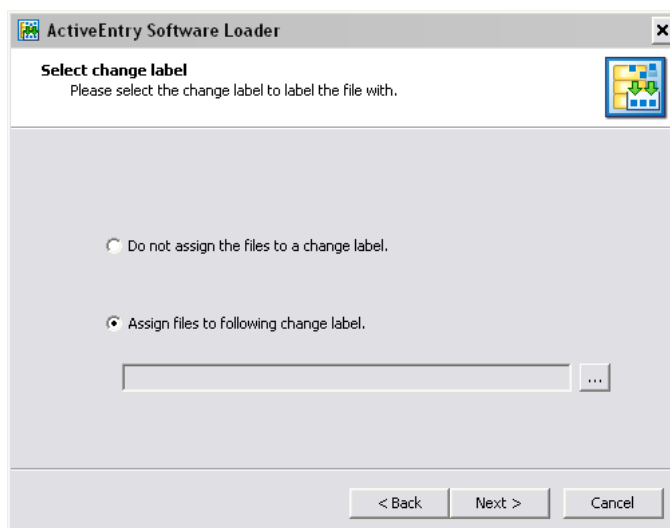 ActiveEntry Software Loader
Select change label
Please select the change label to label the file with.
Do not assign the files to a change label.
Assign files to following change label.
...
< Back Next > Cancel